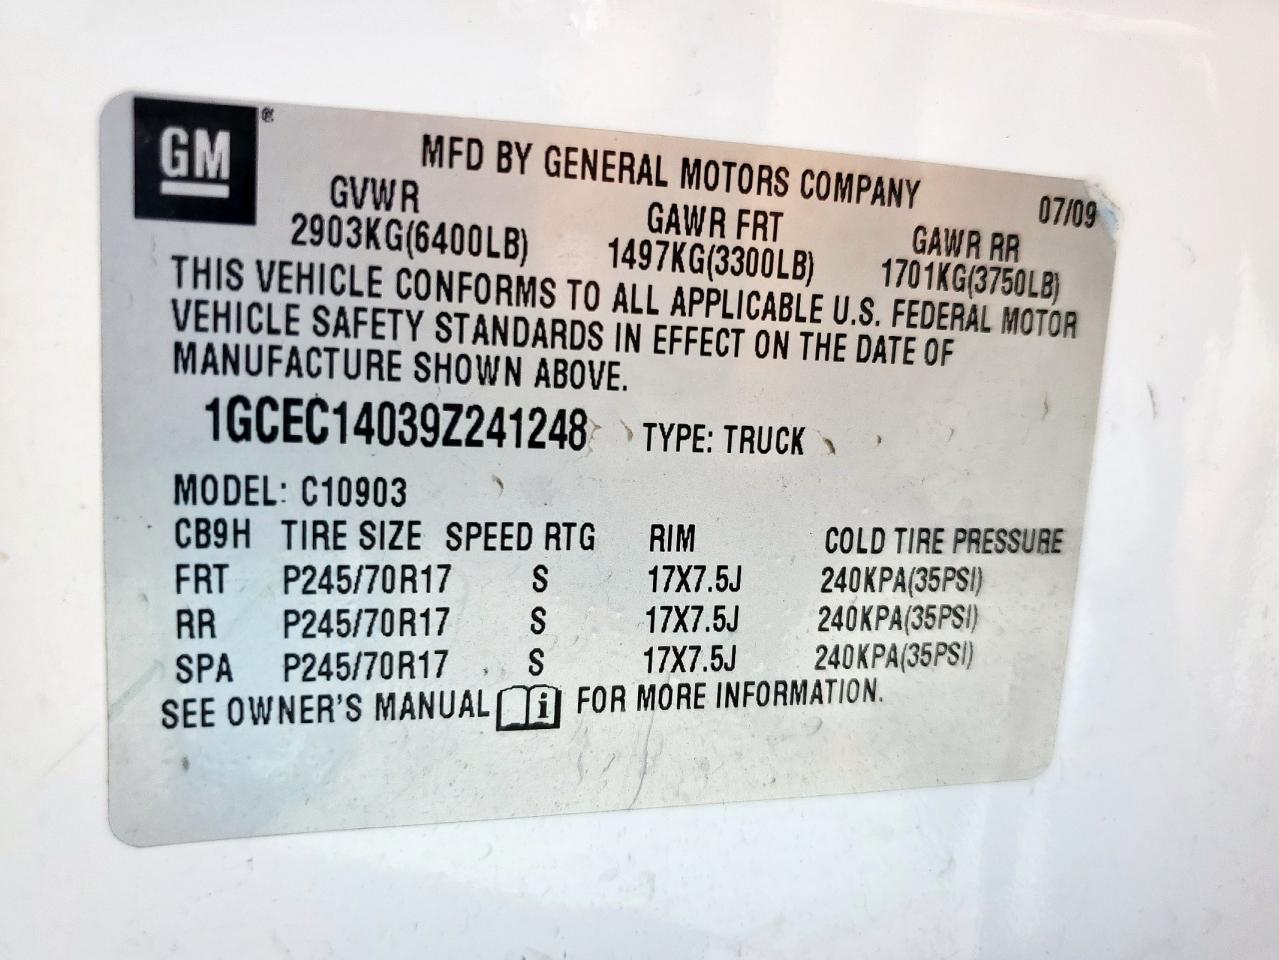 GM®
MFD BY GENERAL MOTORS COMPANY
07/09
GVWR GAWR FRT GAWR RR
2903KG(6400LB) 1497KG(3300LB) 1701KG(3750LB)
THIS VEHICLE CONFORMS TO ALL APPLICABLE U.S. FEDERAL MOTOR
VEHICLE SAFETY STANDARDS IN EFFECT ON THE DATE OF
MANUFACTURE SHOWN ABOVE.
1GCEC14039Z241248 TYPE: TRUCK
MODEL: C10903
CB9H TIRE SIZE SPEED RTG RIM COLD TIRE PRESSURE
FRT P245/70R17 S 17X7.5J 240KPA(35PSI)
RR P245/70R17 S 17X7.5J 240KPA(35PSI)
SPA P245/70R17 S 17X7.5J 240KPA(35PSI)
SEE OWNER'S MANUAL i FOR MORE INFORMATION.